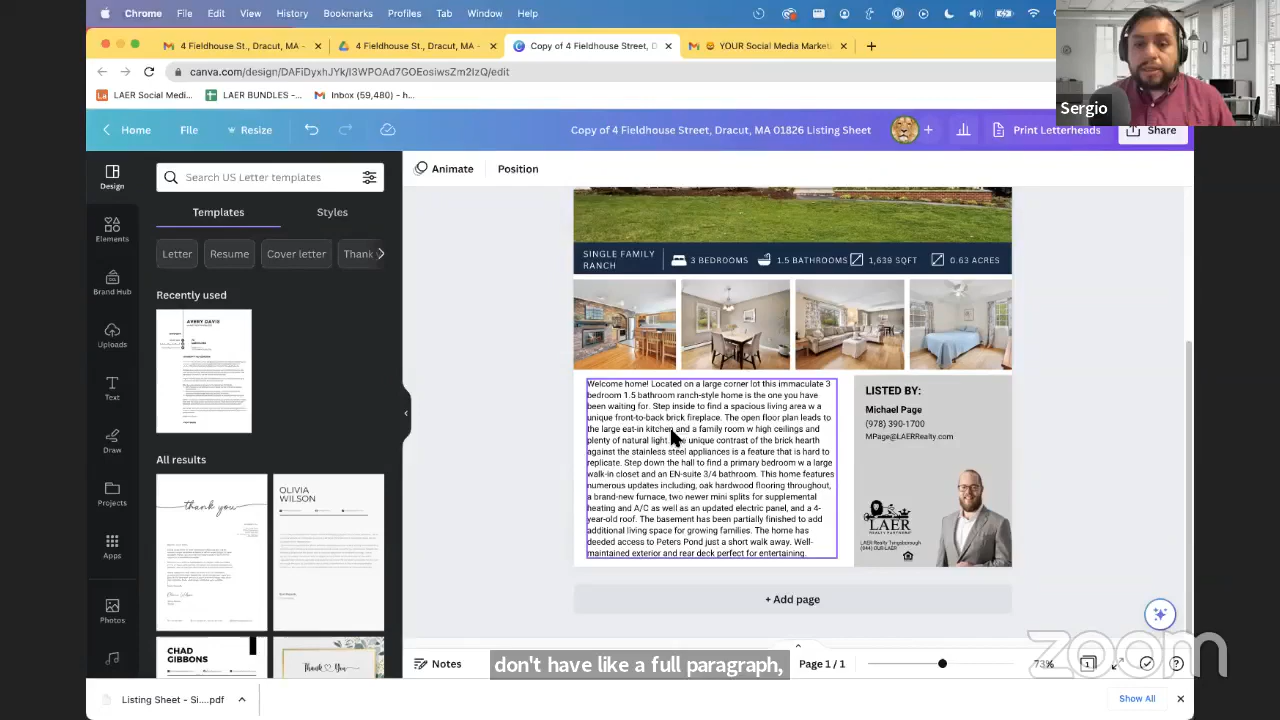 Chrome File Edit View History Bookmarks Profiles Tab Window Help
4 Fieldhouse St., Dracut, MA -
4 Fieldhouse St., Dracut, MA -
Copy of 4 Fieldhouse Street, D
YOUR Social Media Market
canva.com/design/DAFiDyxhJYk/I3WPOAd7GOEosiwsZm2IzQ/edit
LAER Social Medi...
LAER BUNDLES -...
Inbox (59,480) - h...
Sergio
Home
File
Resize
Copy of 4 Fieldhouse Street, Dracut, MA 01826 Listing Sheet
Print Letterheads
Share
Design
Elements
Brand Hub
Uploads
Text
Draw
Projects
Apps
Photos
Search US Letter templates
Templates
Styles
Letter
Resume
Cover letter
Thank
Recently used
AVERY DAVIS
All results
thank you
OLIVIA
WILSON
CHAD
GIBBONS
Thank You
Animate
Position
SINGLE FAMILY
RANCH
3 BEDROOMS
1.5 BATHROOMS
1,639 SQFT
0.63 ACRES
Welcome home! Located on a large corner lot this immaculate 3
bedroom 1.5 bathroom ranch-style home is the one you have
been waiting for. Step inside to find a spacious living area w a
unique front-to-back brick fireplace. The open floor plan leads to
the large eat-in kitchen and a family room w high ceilings and
plenty of natural light. unique contrast of the brick hearth
against the stainless steel appliances is a feature that is hard to
replicate. Step down the hall to find a primary bedroom w a large
walk-in closet and an EN-suite 3/4 bathroom. This home features
numerous updates including, oak hardwood flooring throughout,
a brand-new furnace, two newer mini splits for supplemental
heating and A/C as well as an updated electric panel, and a 4-
year-old roof. The basement has been partially finished to add
additional living space for growing families. The home has
deeded access to Peters Pond just a short walk away. Well-
maintained exterior and rear deck perfect for entertaining.
LISTED BY:
Michael Page
(978) 390-1700
MPage@LAERRealty.com
LAER
REALTY PARTNERS
LAER Realty Tyngsborough
+ Add page
Notes
don't have like a full paragraph,
Page 1 / 1
73%
1
zoom
Listing Sheet - Si....pdf
Show All